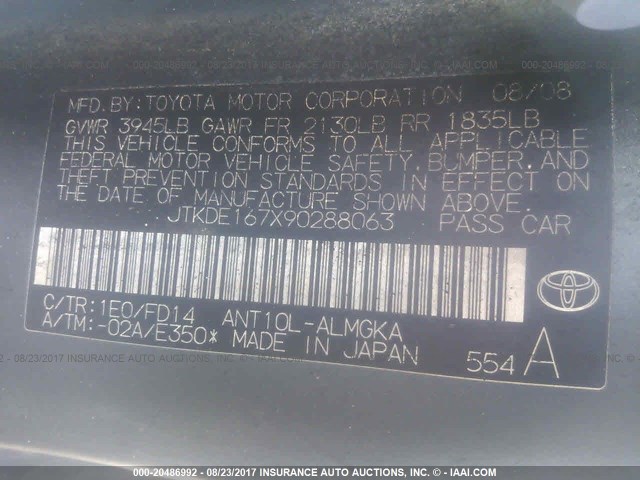 MFD.BY:TOYOTA MOTOR CORPORATION 08/08
GVWR 3945LB GAWR FR 2130LB RR 1835LB
THIS VEHICLE CONFORMS TO ALL APPLICABLE
FEDERAL MOTOR VEHICLE SAFETY,BUMPER,AND
THEFT PREVENTION STANDARDS IN EFFECT ON
THE DATE OF MANUFACTURE SHOWN ABOVE.
JTKDE167X90288063 PASS CAR
C/TR:1E0/FD14 ANT10L-ALMGKA
A/TM:-02A/E350* MADE IN JAPAN 554A
000-20486992 - 08/23/2017 INSURANCE AUTO AUCTIONS INC. - © IAAI.COM